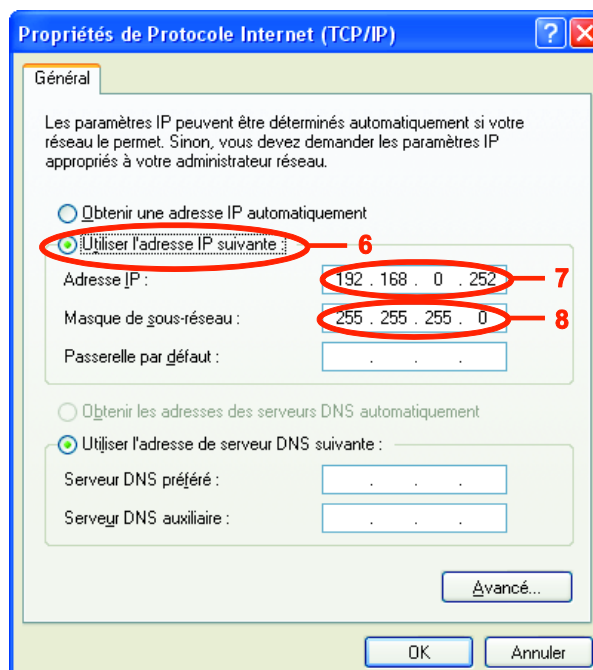 Propriétés de Protocole Internet (TCP/IP)
Général
Les paramètres IP peuvent être déterminés automatiquement si votre
réseau le permet. Sinon, vous devez demander les paramètres IP
appropriés à votre administrateur réseau.
Obtenir une adresse IP automatiquement
Utiliser l'adresse IP suivante : 6
Adresse IP : 192 . 168 . 0 . 252 7
Masque de sous-réseau : 255 . 255 . 255 . 0 8
Passerelle par défaut : . . .
Obtenir les adresses des serveurs DNS automatiquement
Utiliser l'adresse de serveur DNS suivante :
Serveur DNS préféré : . . .
Serveur DNS auxiliaire : . . .
Avancé...
OK Annuler